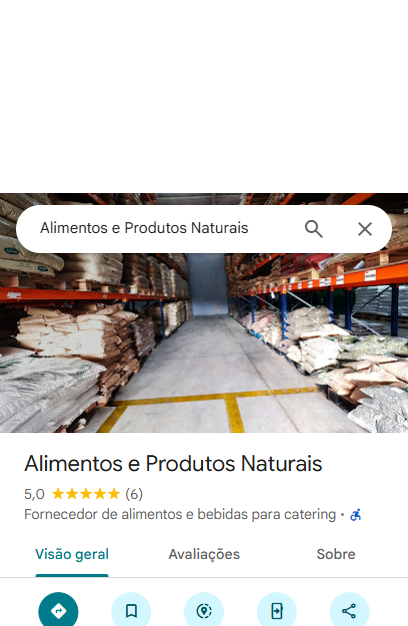 Alimentos e Produtos Naturais
Alimentos e Produtos Naturais
5,0 ★★★★★ (6)
Fornecedor de alimentos e bebidas para catering ·
Visão geral
Avaliações
Sobre